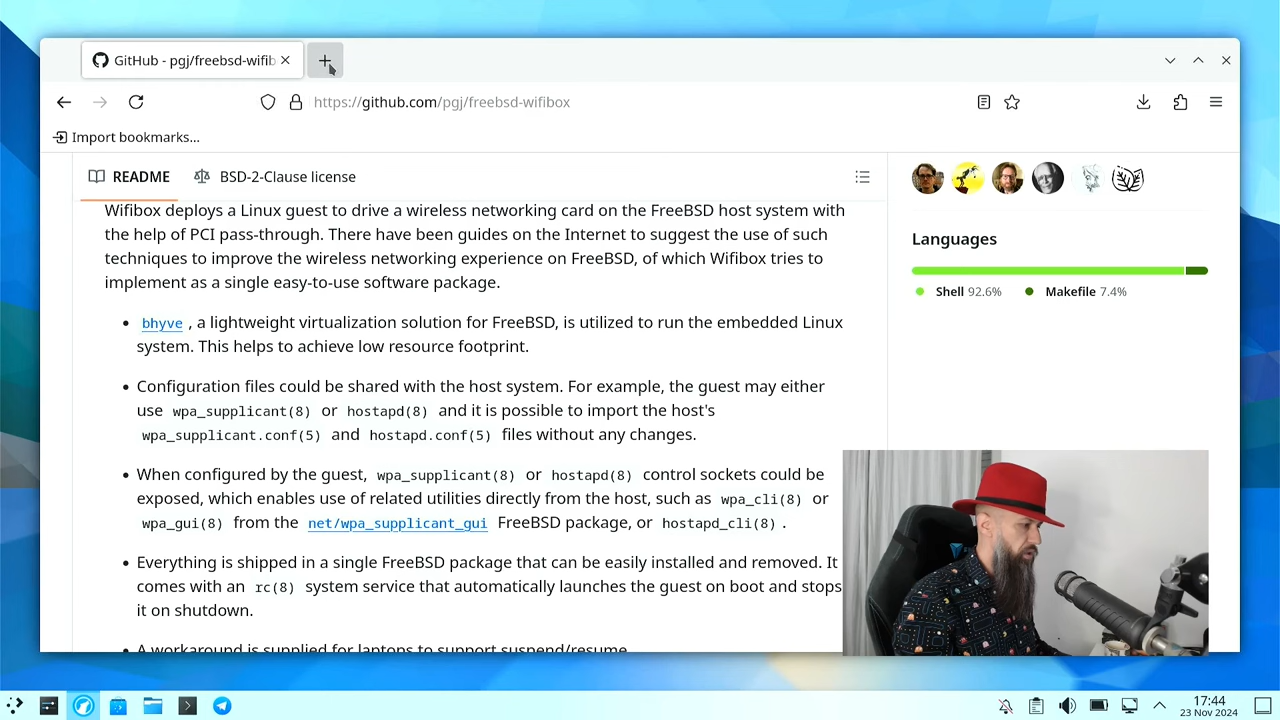 GitHub - pgj/freebsd-wifib
https://github.com/pgj/freebsd-wifibox
Import bookmarks...
README
BSD-2-Clause license
Wifibox deploys a Linux guest to drive a wireless networking card on the FreeBSD host system with
the help of PCI pass-through. There have been guides on the Internet to suggest the use of such
techniques to improve the wireless networking experience on FreeBSD, of which Wifibox tries to
implement as a single easy-to-use software package.
bhyve , a lightweight virtualization solution for FreeBSD, is utilized to run the embedded Linux
system. This helps to achieve low resource footprint.
Configuration files could be shared with the host system. For example, the guest may either
use wpa_supplicant(8) or hostapd(8) and it is possible to import the host's
wpa_supplicant.conf(5) and hostapd.conf(5) files without any changes.
When configured by the guest, wpa_supplicant(8) or hostapd(8) control sockets could be
exposed, which enables use of related utilities directly from the host, such as wpa_cli(8) or
wpa_gui(8) from the net/wpa_supplicant_gui FreeBSD package, or hostapd_cli(8) .
Everything is shipped in a single FreeBSD package that can be easily installed and removed. It
comes with an rc(8) system service that automatically launches the guest on boot and stops
it on shutdown.
A workaround is supplied for laptops to support suspend/resume.
Languages
Shell 92.6%
Makefile 7.4%
17:44
23 Nov 2024